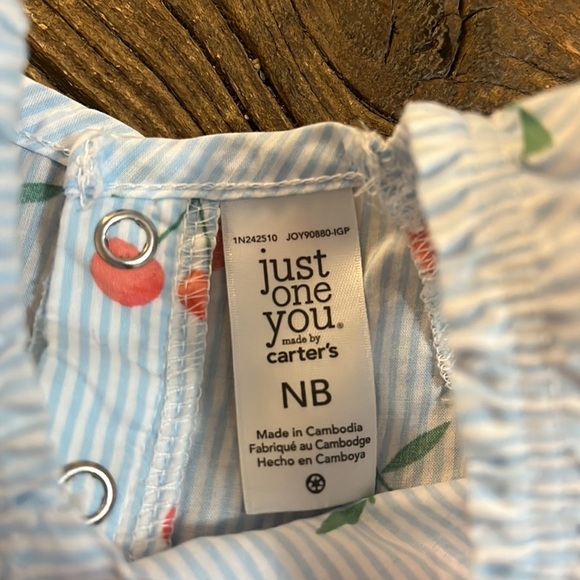 1N242510 JOY90880-IGP
just
one
you®
made by
carter's
NB
Made in Cambodia
Fabriqué au Cambodge
Hecho en Camboya